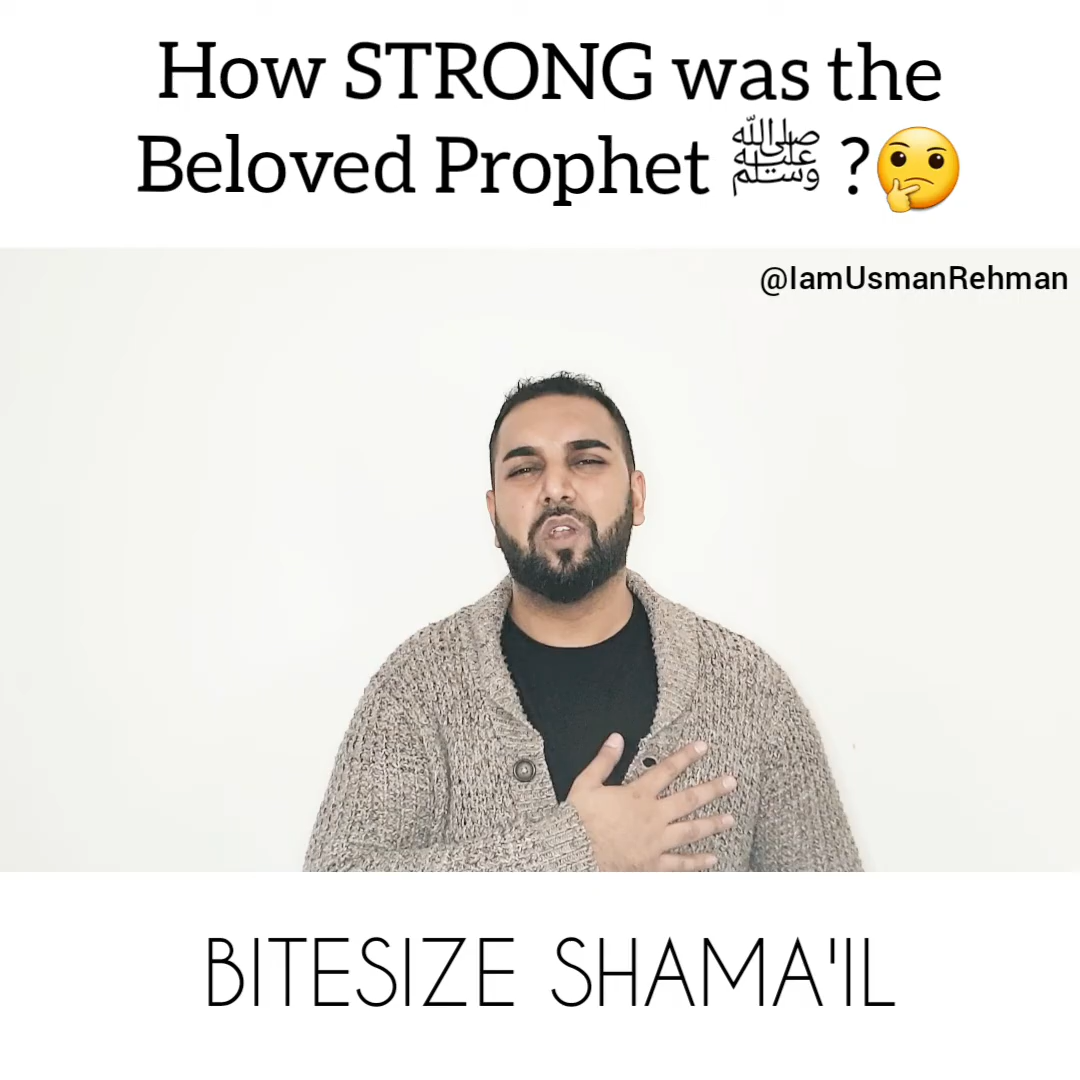 How STRONG was the
Beloved Prophet ﷺ ?🤔
@IamUsmanRehman
BITESIZE SHAMA'IL